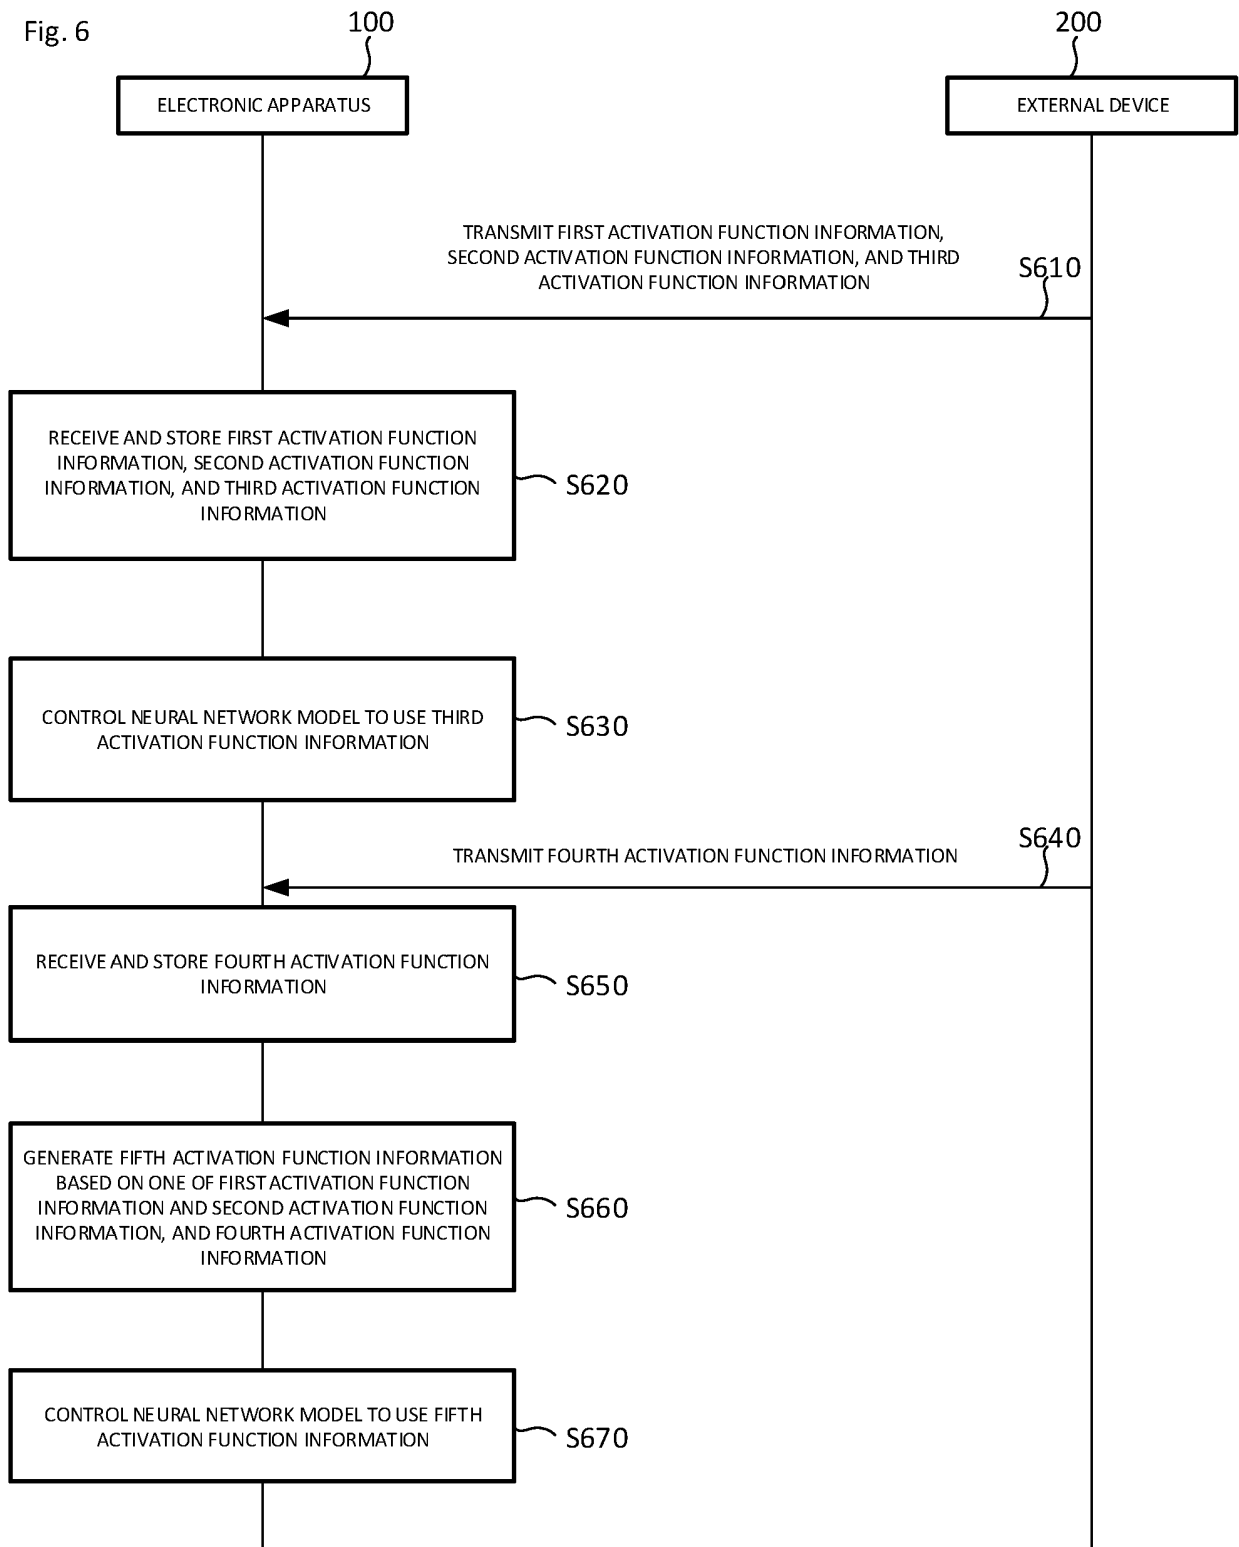 Fig. 6
100
200
ELECTRONIC APPARATUS
EXTERNAL DEVICE
TRANSMIT FIRST ACTIVATION FUNCTION INFORMATION,
SECOND ACTIVATION FUNCTION INFORMATION, AND THIRD
ACTIVATION FUNCTION INFORMATION
S610
RECEIVE AND STORE FIRST ACTIVATION FUNCTION
INFORMATION, SECOND ACTIVATION FUNCTION
INFORMATION, AND THIRD ACTIVATION FUNCTION
INFORMATION
S620
CONTROL NEURAL NETWORK MODEL TO USE THIRD
ACTIVATION FUNCTION INFORMATION
S630
TRANSMIT FOURTH ACTIVATION FUNCTION INFORMATION
S640
RECEIVE AND STORE FOURTH ACTIVATION FUNCTION
INFORMATION
S650
GENERATE FIFTH ACTIVATION FUNCTION INFORMATION
BASED ON ONE OF FIRST ACTIVATION FUNCTION
INFORMATION AND SECOND ACTIVATION FUNCTION
INFORMATION, AND FOURTH ACTIVATION FUNCTION
INFORMATION
S660
CONTROL NEURAL NETWORK MODEL TO USE FIFTH
ACTIVATION FUNCTION INFORMATION
S670